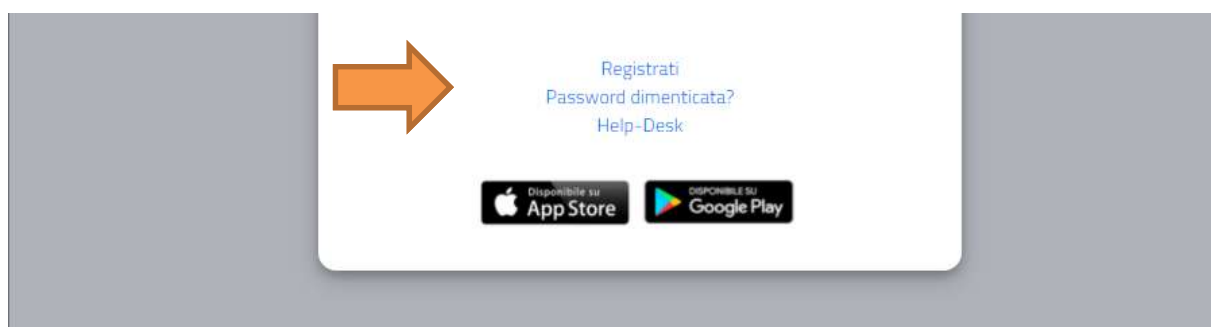 Registrati
Password dimenticata?
Help-Desk
Disponibile su
App Store
DISPONIBILE SU
Google Play